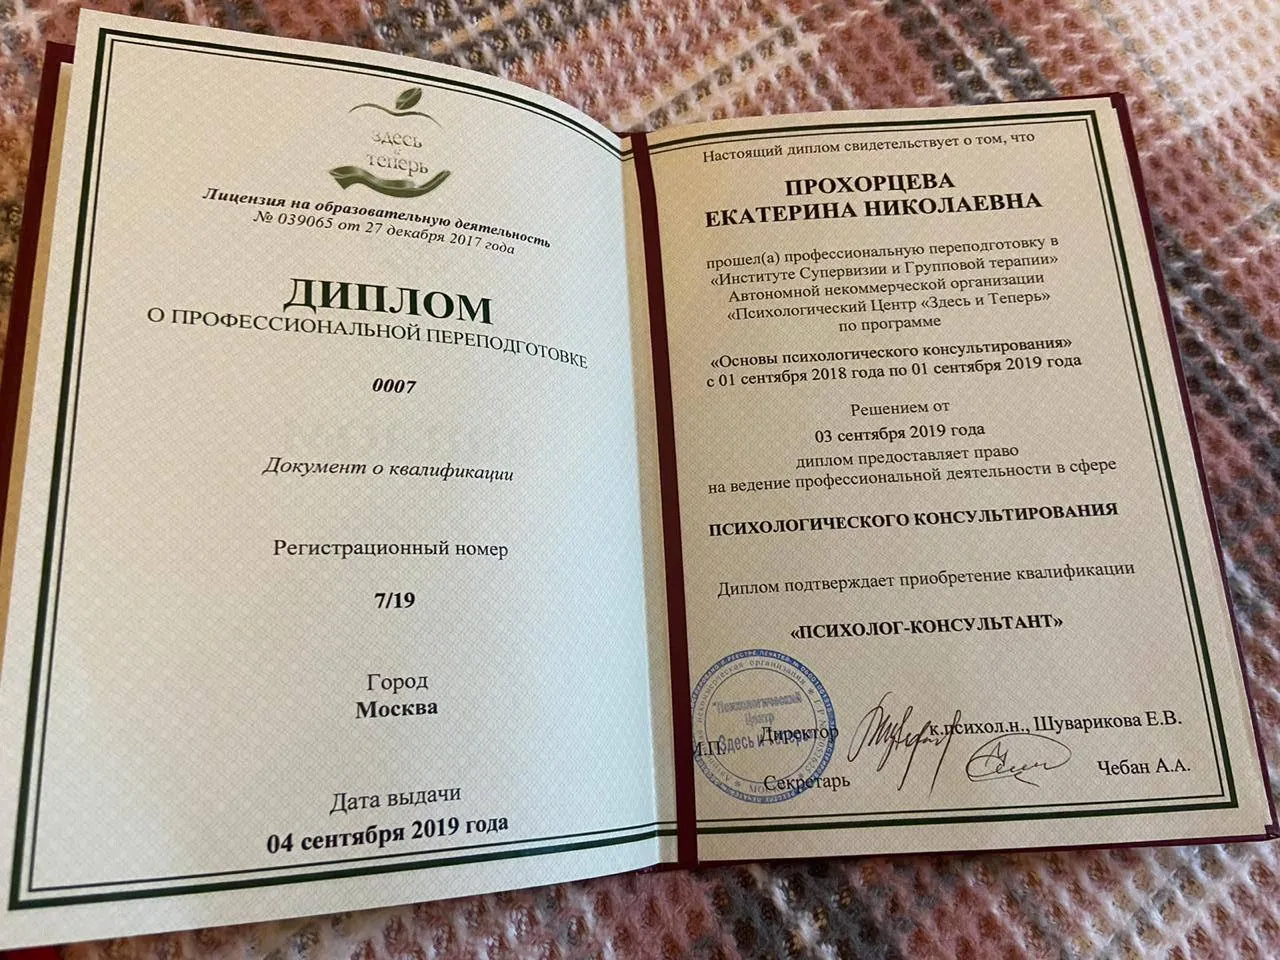 здесь
и
теперь
Лицензия на образовательную деятельность
№ 039065 от 27 декабря 2017 года
ДИПЛОМ
О ПРОФЕССИОНАЛЬНОЙ ПЕРЕПОДГОТОВКЕ
0007
Документ о квалификации
Регистрационный номер
7/19
Город
Москва
Дата выдачи
04 сентября 2019 года
Настоящий диплом свидетельствует о том, что
ПРОХОРЦЕВА
ЕКАТЕРИНА НИКОЛАЕВНА
прошел(а) профессиональную переподготовку в
«Институте Супервизии и Групповой терапии»
Автономной некоммерческой организации
«Психологический Центр «Здесь и Теперь»
по программе
«Основы психологического консультирования»
с 01 сентября 2018 года по 01 сентября 2019 года
Решением от
03 сентября 2019 года
диплом предоставляет право
на ведение профессиональной деятельности в сфере
ПСИХОЛОГИЧЕСКОГО КОНСУЛЬТИРОВАНИЯ
Диплом подтверждает приобретение квалификации
«ПСИХОЛОГ-КОНСУЛЬТАНТ»
"Психологический
Центр
Здесь и Теперь"
М.П.
Директор
к.психол.н., Шуварикова Е.В.
Секретарь
Чебан А.А.